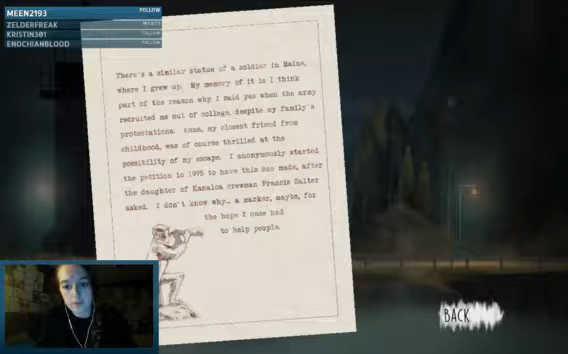 MEEN2193 FOLLOW
ZELDERFREAK
KRISTIN301 FOLLOW
ENOCHIANBLOOD FOLLOW
There's a similar statue of a soldier in Maine,
where I grew up. My memory of it is I think
part of the reason why I said yes when the army
recruited me out of college, despite my family's
protestations. Anna, my closest friend from
childhood, was of course thrilled at the
possibility of my escape. I anonymously started
the petition in 1995 to have this one made, after
the daughter of Kanaloa crewman Francis Salter
asked. I don't know why… a marker, maybe, for
the hope I once had
to help people.
BACK